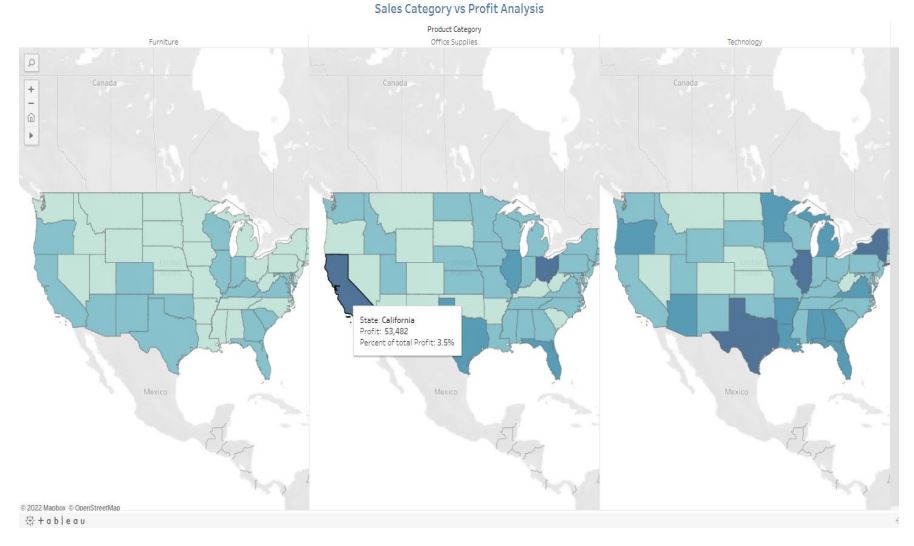 Sales Category vs Profit Analysis
Product Category
Furniture
Office Supplies
Technology
Canada
Canada
Canada
State: California
Profit: 53,482
Percent of total Profit: 3.5%
Mexico
Mexico
Mexico
© 2022 Mapbox © OpenStreetMap
+ a b l e a u